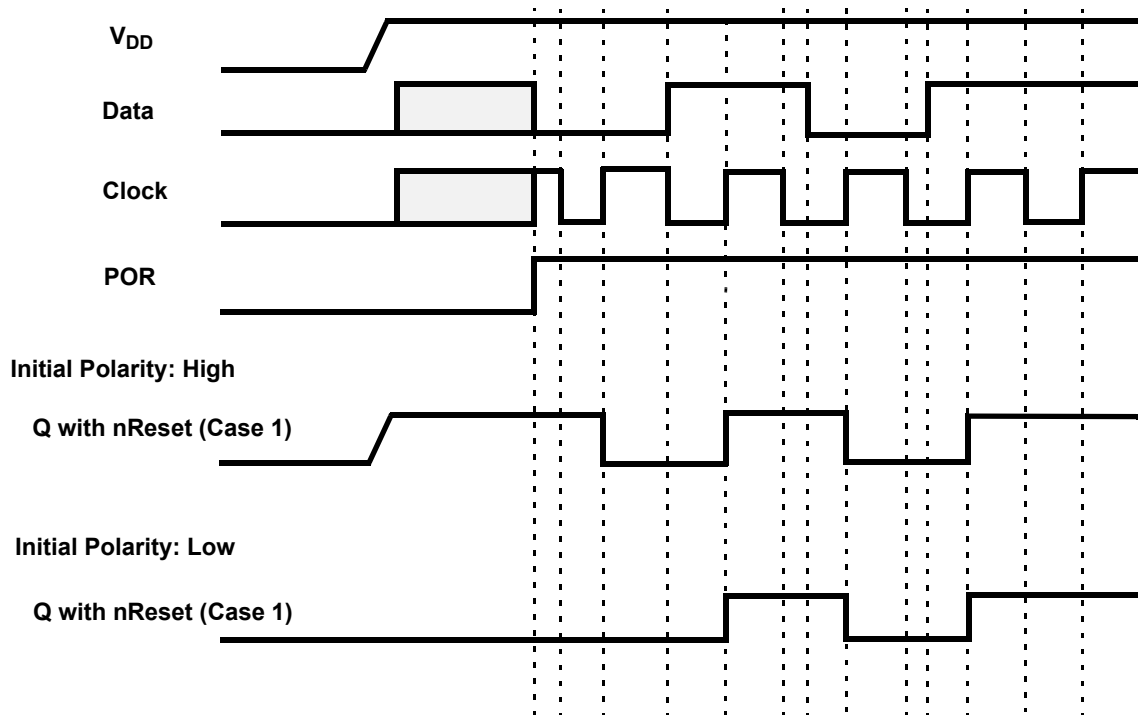 VDD
Data
Clock
POR
Initial Polarity: High
Q with nReset (Case 1)
Initial Polarity: Low
Q with nReset (Case 1)